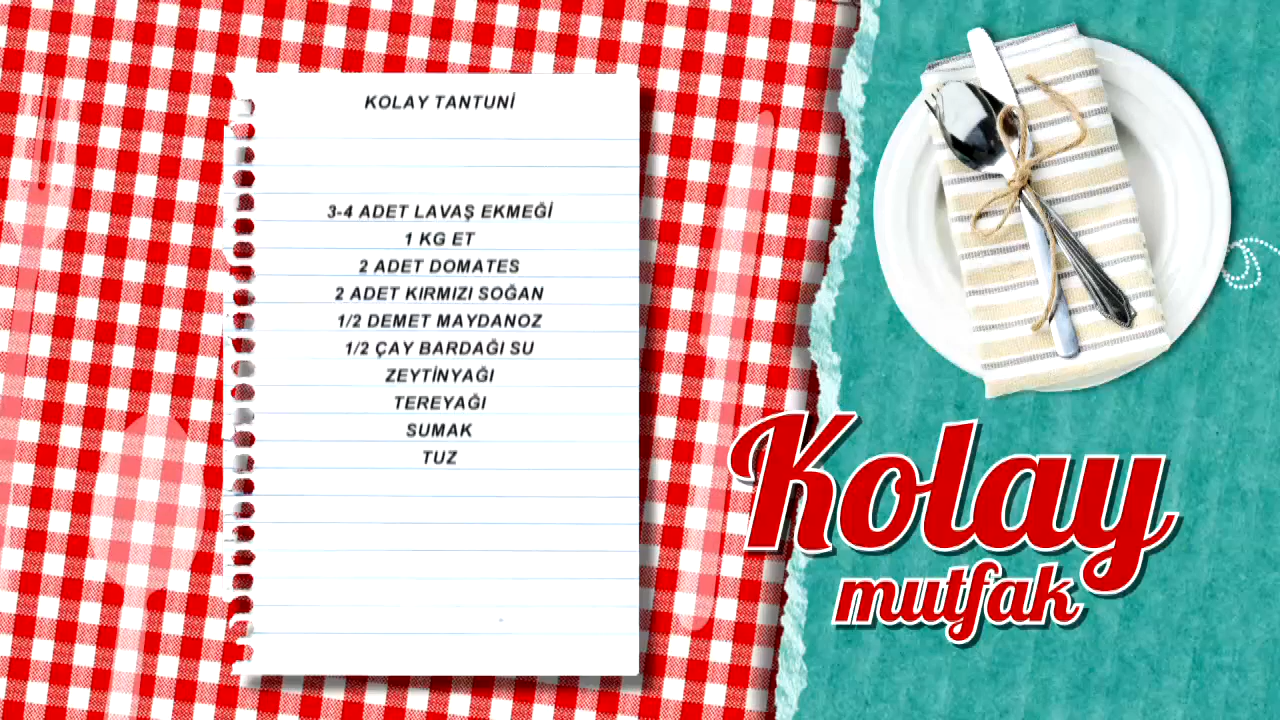 KOLAY TANTUNİ
3-4 ADET LAVAŞ EKMEĞİ
1 KG ET
2 ADET DOMATES
2 ADET KIRMIZI SOĞAN
1/2 DEMET MAYDANOZ
1/2 ÇAY BARDAĞI SU
ZEYTİNYAĞI
TEREYAĞI
SUMAK
TUZ
Kolay
mutfak